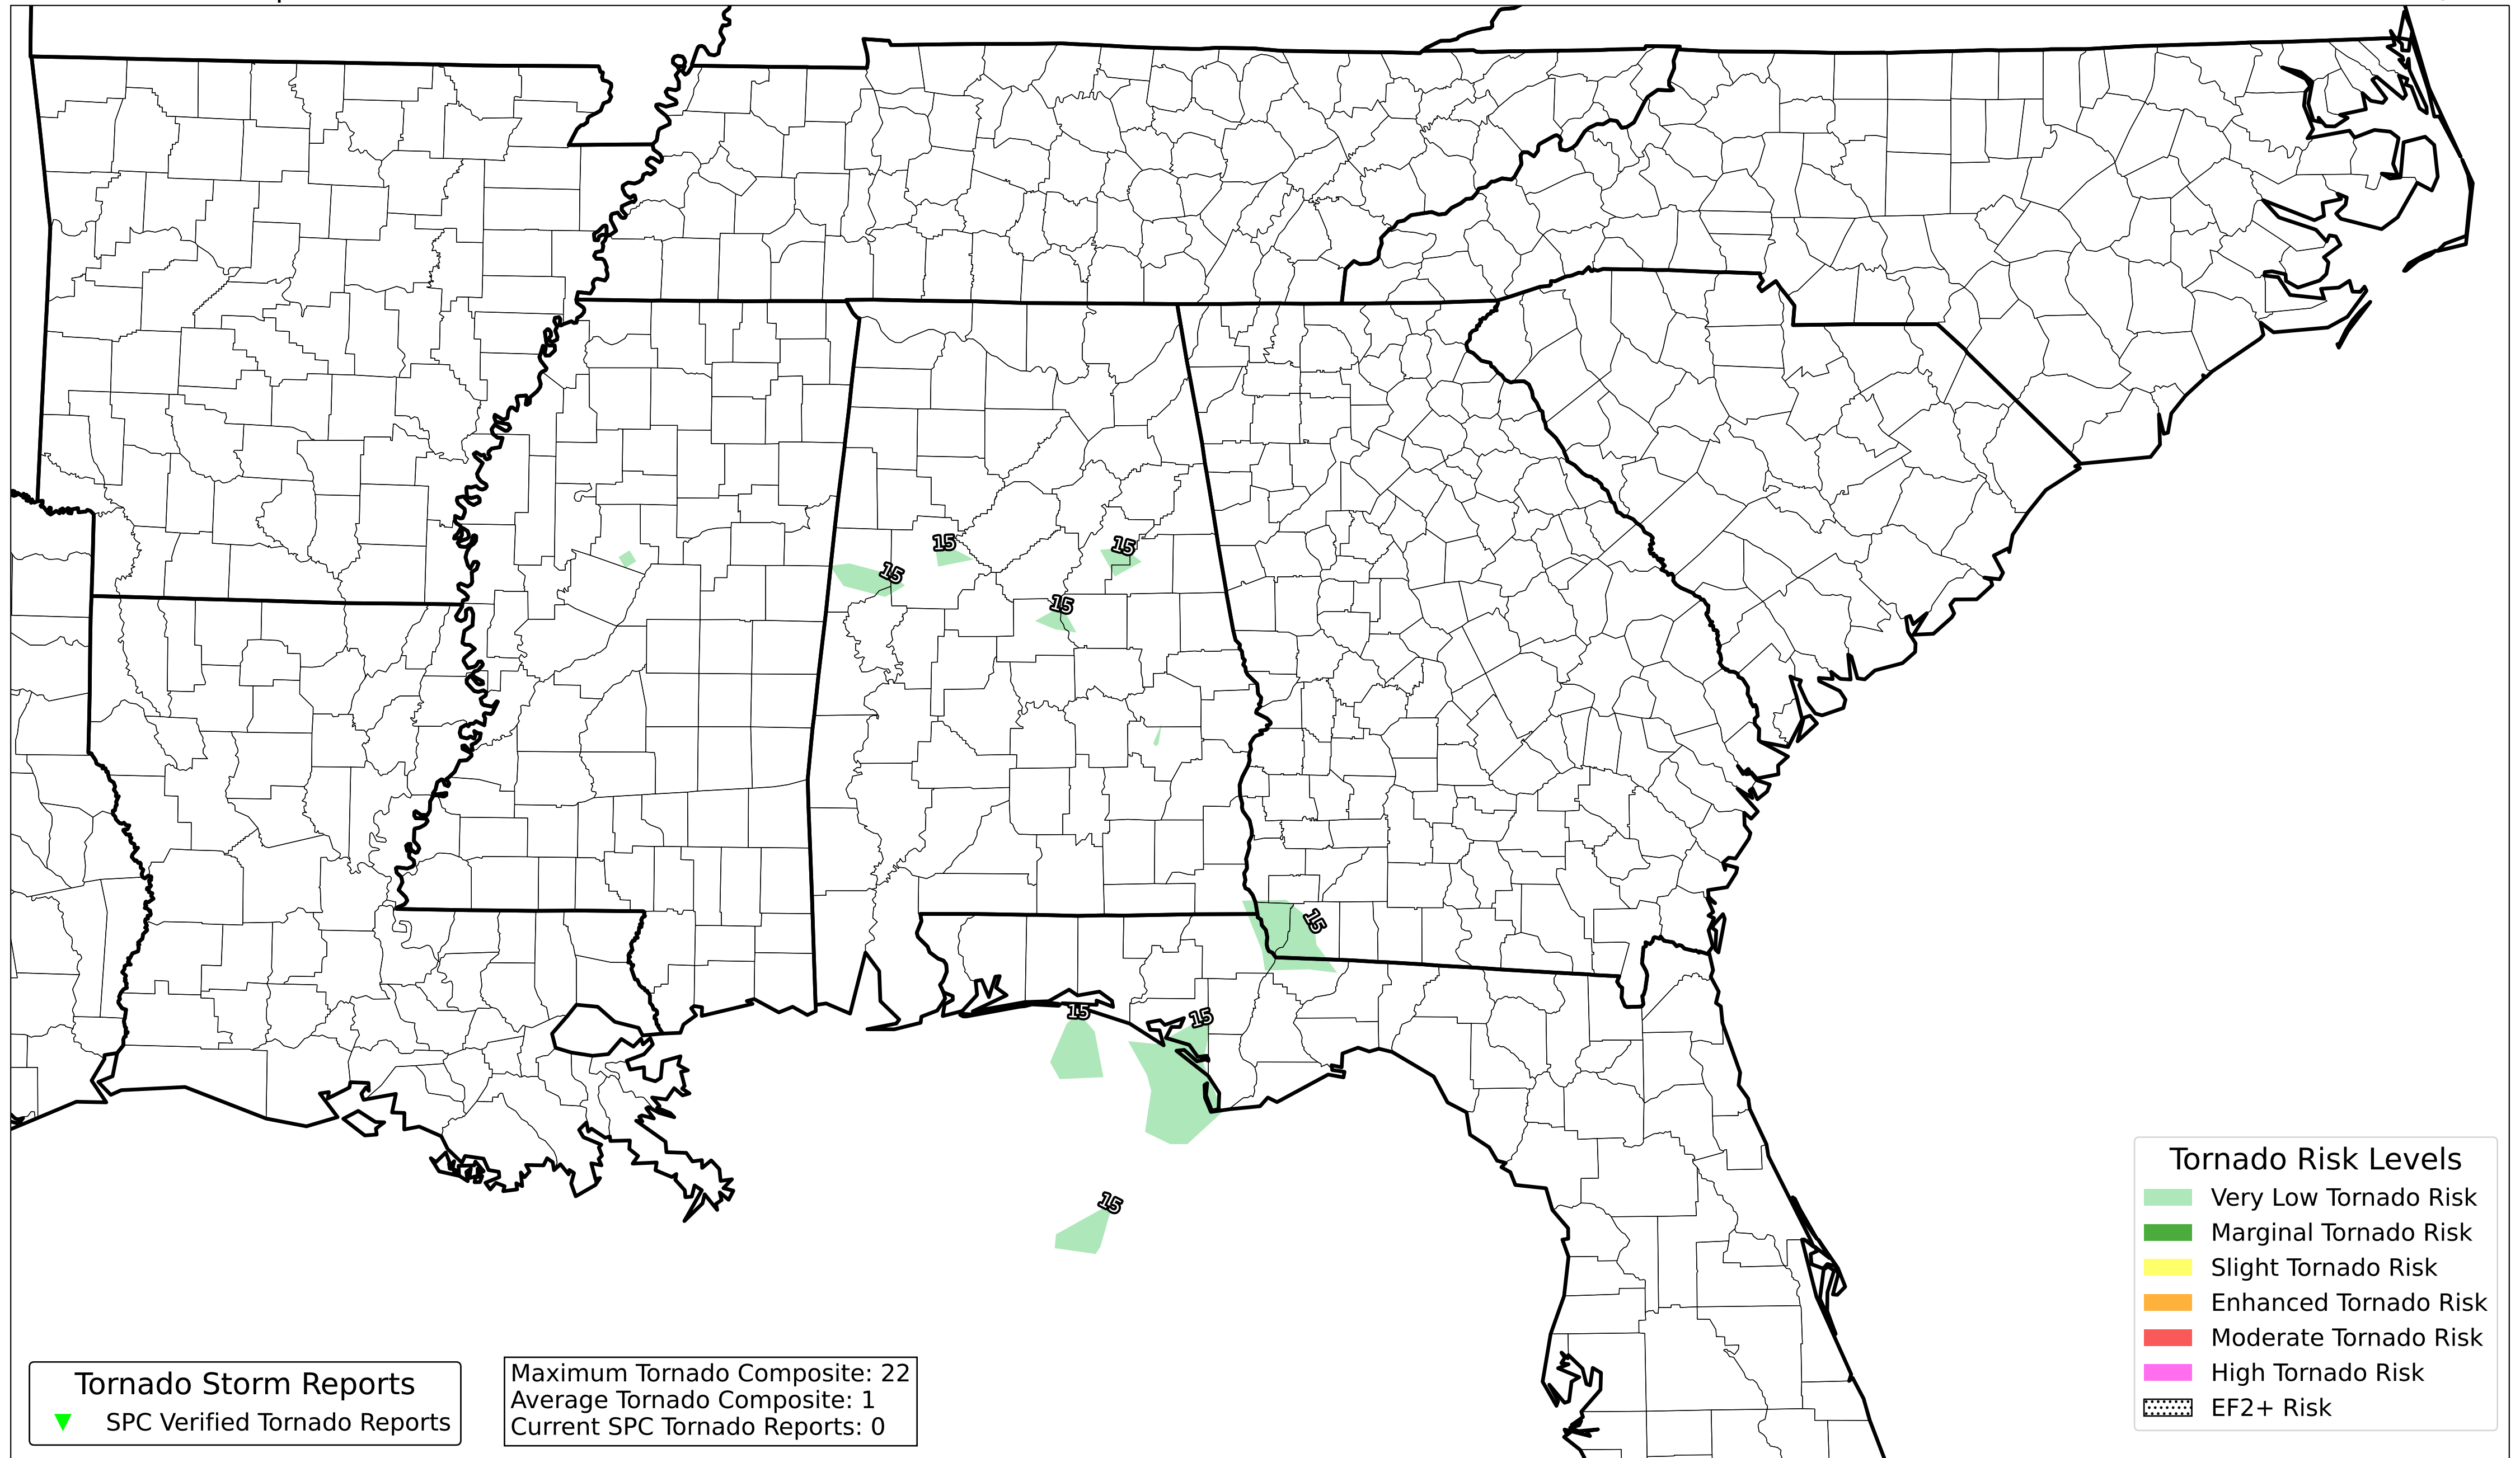 15
15
15
15
15
15
15
15
Tornado Risk Levels
Very Low Tornado Risk
Marginal Tornado Risk
Slight Tornado Risk
Enhanced Tornado Risk
Moderate Tornado Risk
High Tornado Risk
EF2+ Risk
Tornado Storm Reports
SPC Verified Tornado Reports
Maximum Tornado Composite: 22
Average Tornado Composite: 1
Current SPC Tornado Reports: 0